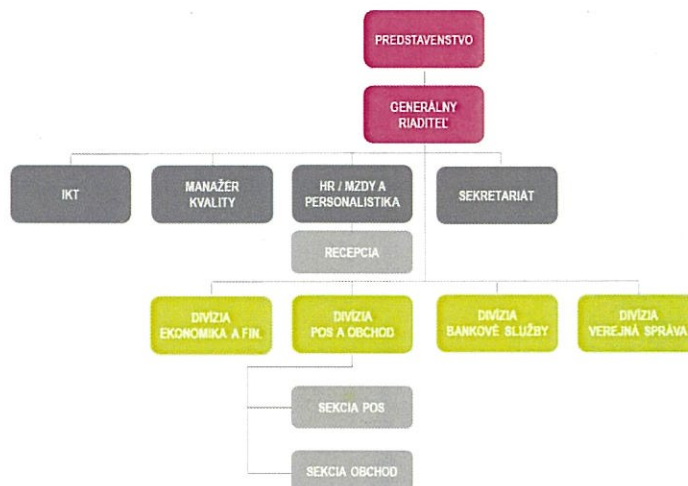 PREDSTAVENSTVO
GENERÁLNY
RIADITEĽ
IKT
MANAŽÉR
KVALITY
HR / MZDY A
PERSONALISTIKA
SEKRETARIÁT
RECEPCIA
DIVÍZIA
EKONOMIKA A FIN.
DIVÍZIA
POS A OBCHOD
DIVÍZIA
BANKOVÉ SLUŽBY
DIVÍZIA
VEREJNÁ SPRÁVA
SEKCIA POS
SEKCIA OBCHOD